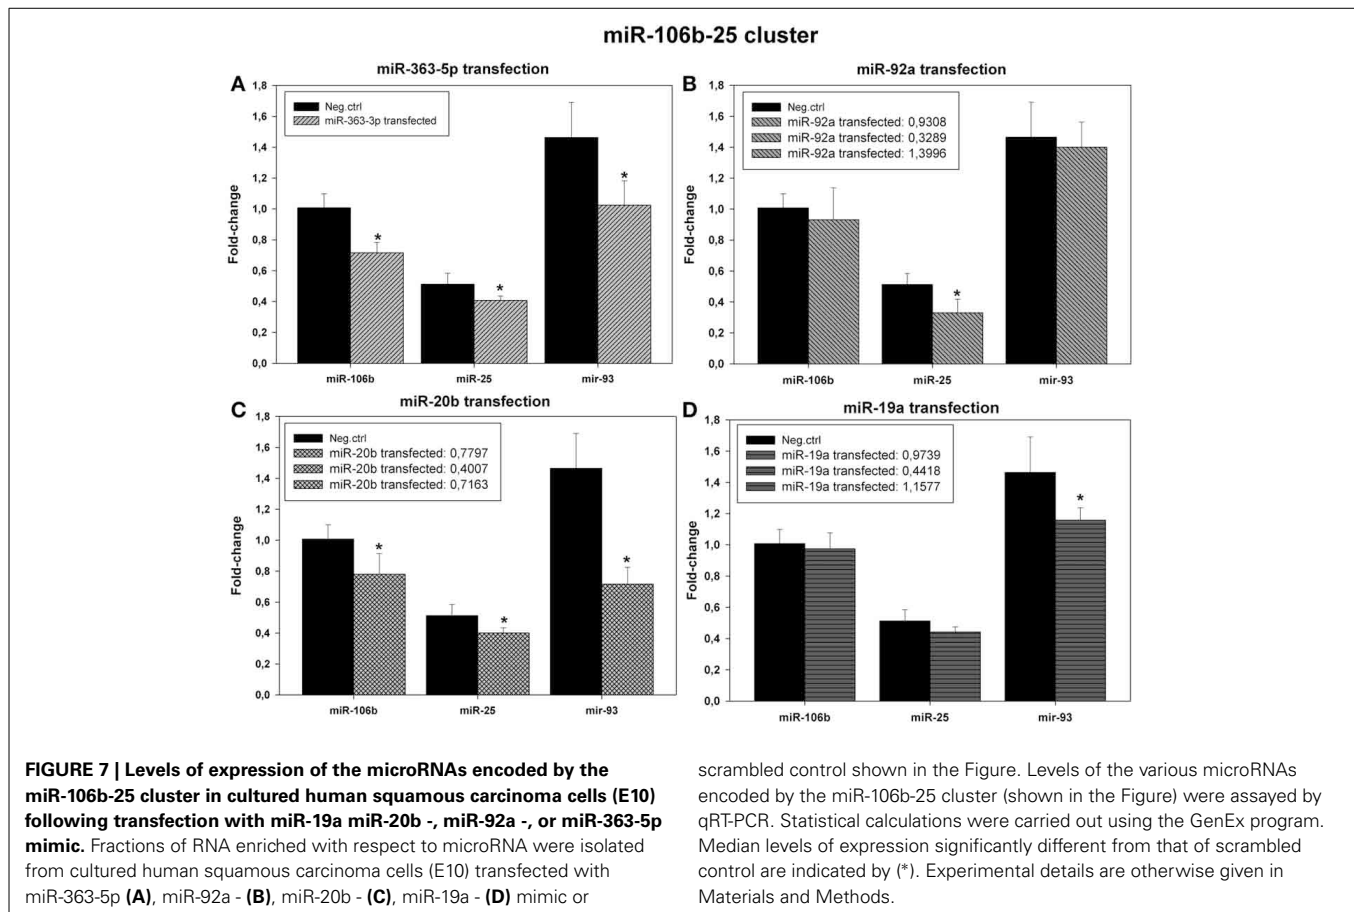 miR-106b-25 cluster
A
miR-363-5p transfection
1,8
1,6
1,4
1,2
1,0
0,8
0,6
0,4
0,2
0,0
Fold-change
Neg.ctrl
miR-363-3p transfected
*
*
*
miR-106b
miR-25
mir-93
B
miR-92a transfection
1,8
1,6
1,4
1,2
1,0
0,8
0,6
0,4
0,2
0,0
Fold-change
Neg.ctrl
miR-92a transfected: 0,9308
miR-92a transfected: 0,3289
miR-92a transfected: 1,3996
*
miR-106b
miR-25
mir-93
C
miR-20b transfection
1,8
1,6
1,4
1,2
1,0
0,8
0,6
0,4
0,2
0,0
Fold-change
Neg.ctrl
miR-20b transfected: 0,7797
miR-20b transfected: 0,4007
miR-20b transfected: 0,7163
*
*
*
miR-106b
miR-25
mir-93
D
miR-19a transfection
1,8
1,6
1,4
1,2
1,0
0,8
0,6
0,4
0,2
0,0
Fold-change
Neg.ctrl
miR-19a transfected: 0,9739
miR-19a transfected: 0,4418
miR-19a transfected: 1,1577
*
miR-106b
miR-25
mir-93
FIGURE 7 | Levels of expression of the microRNAs encoded by the
miR-106b-25 cluster in cultured human squamous carcinoma cells (E10)
following transfection with miR-19a miR-20b -, miR-92a -, or miR-363-5p
mimic. Fractions of RNA enriched with respect to microRNA were isolated
from cultured human squamous carcinoma cells (E10) transfected with
miR-363-5p (A), miR-92a - (B), miR-20b - (C), miR-19a - (D) mimic or
scrambled control shown in the Figure. Levels of the various microRNAs
encoded by the miR-106b-25 cluster (shown in the Figure) were assayed by
qRT-PCR. Statistical calculations were carried out using the GenEx program.
Median levels of expression significantly different from that of scrambled
control are indicated by (*). Experimental details are otherwise given in
Materials and Methods.